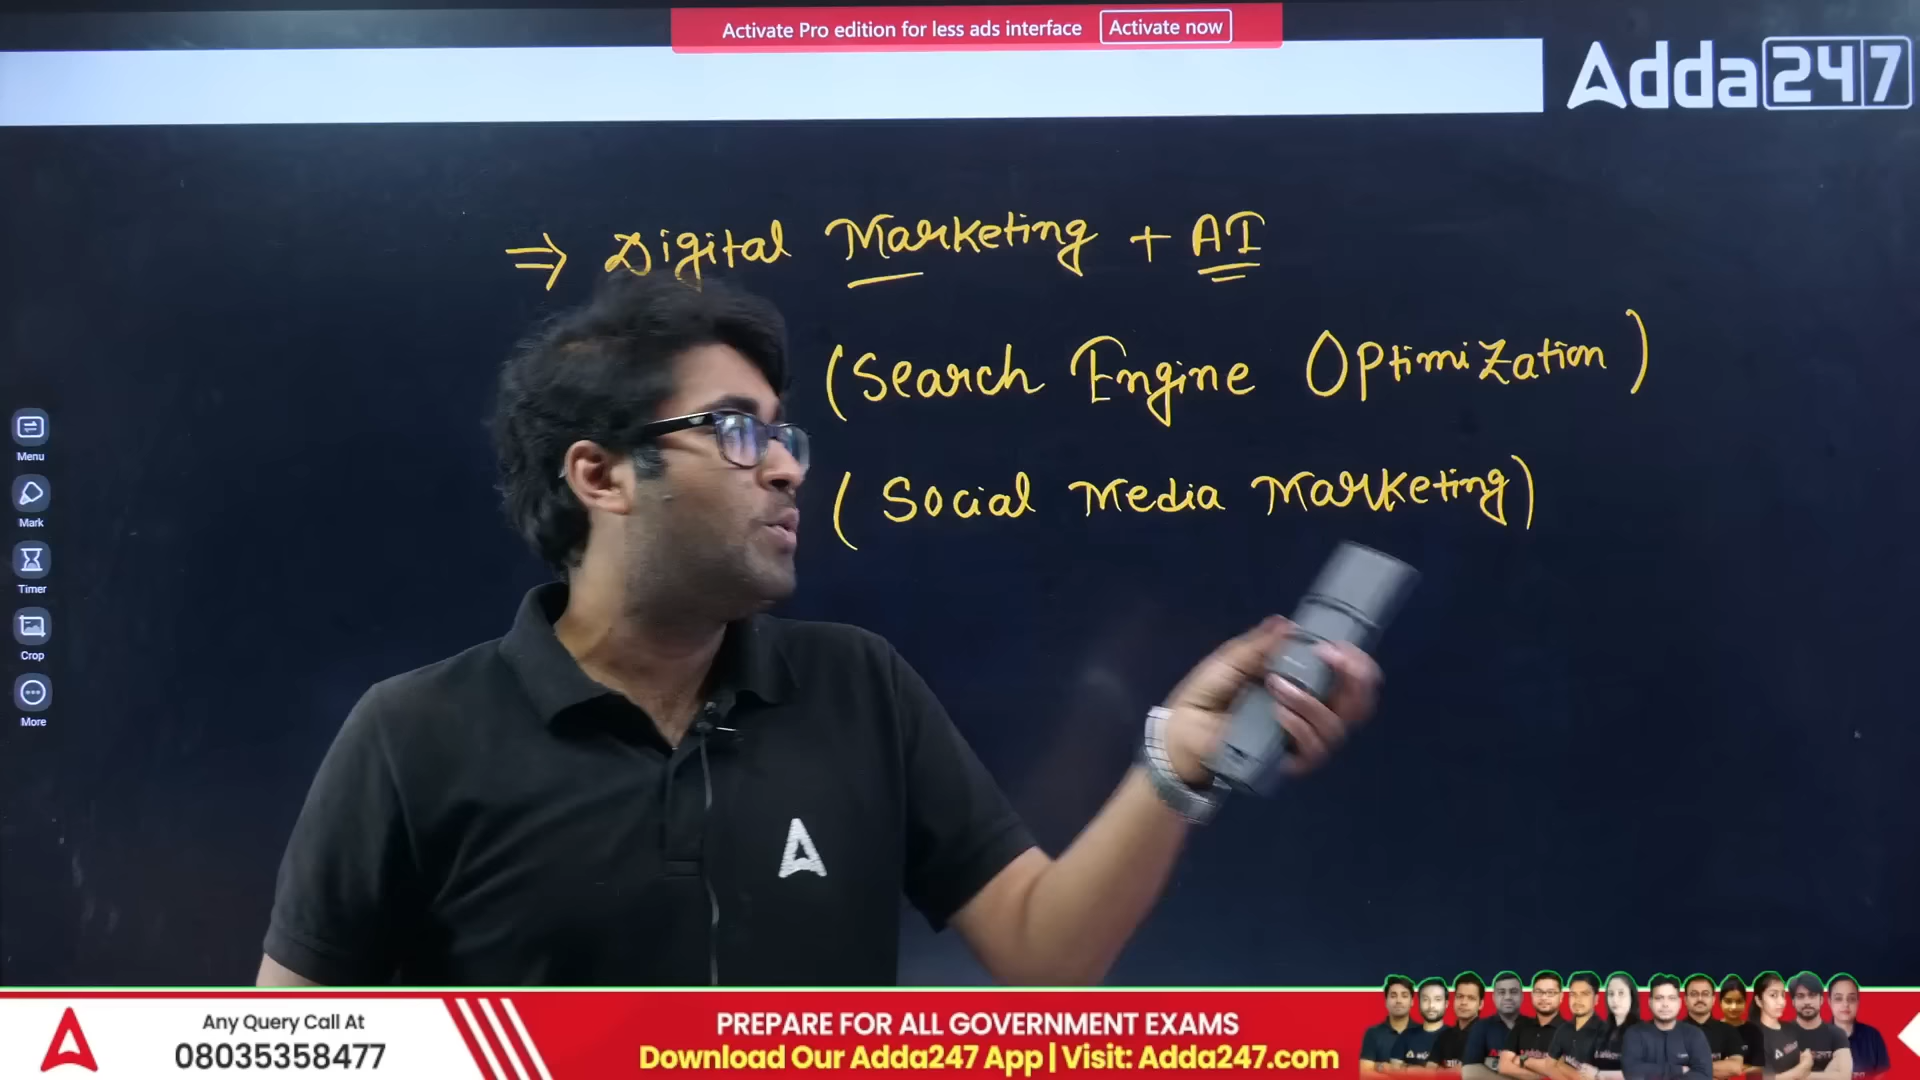 Activate Pro edition for less ads interface Activate now
Adda247
⇒ Digital Marketing + AI
(Search Engine Optimization)
(Social Media Marketing)
Menu
Mark
Timer
Crop
More
Any Query Call At
08035358477
PREPARE FOR ALL GOVERNMENT EXAMS
Download Our Adda247 App | Visit: Adda247.com